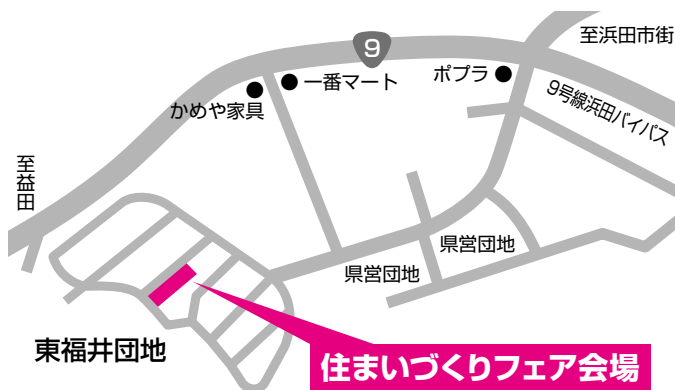 至浜田市街
9
一番マート
ポプラ
かめや家具
9号線浜田バイパス
至益田
県営団地
県営団地
東福井団地
住まいづくりフェア会場